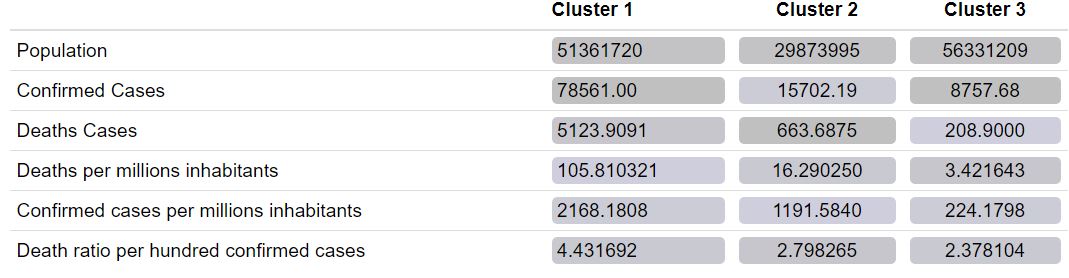 Cluster 1 Cluster 2 Cluster 3
Population 51361720 29873995 56331209
Confirmed Cases 78561.00 15702.19 8757.68
Deaths Cases 5123.9091 663.6875 208.9000
Deaths per millions inhabitants 105.810321 16.290250 3.421643
Confirmed cases per millions inhabitants 2168.1808 1191.5840 224.1798
Death ratio per hundred confirmed cases 4.431692 2.798265 2.378104